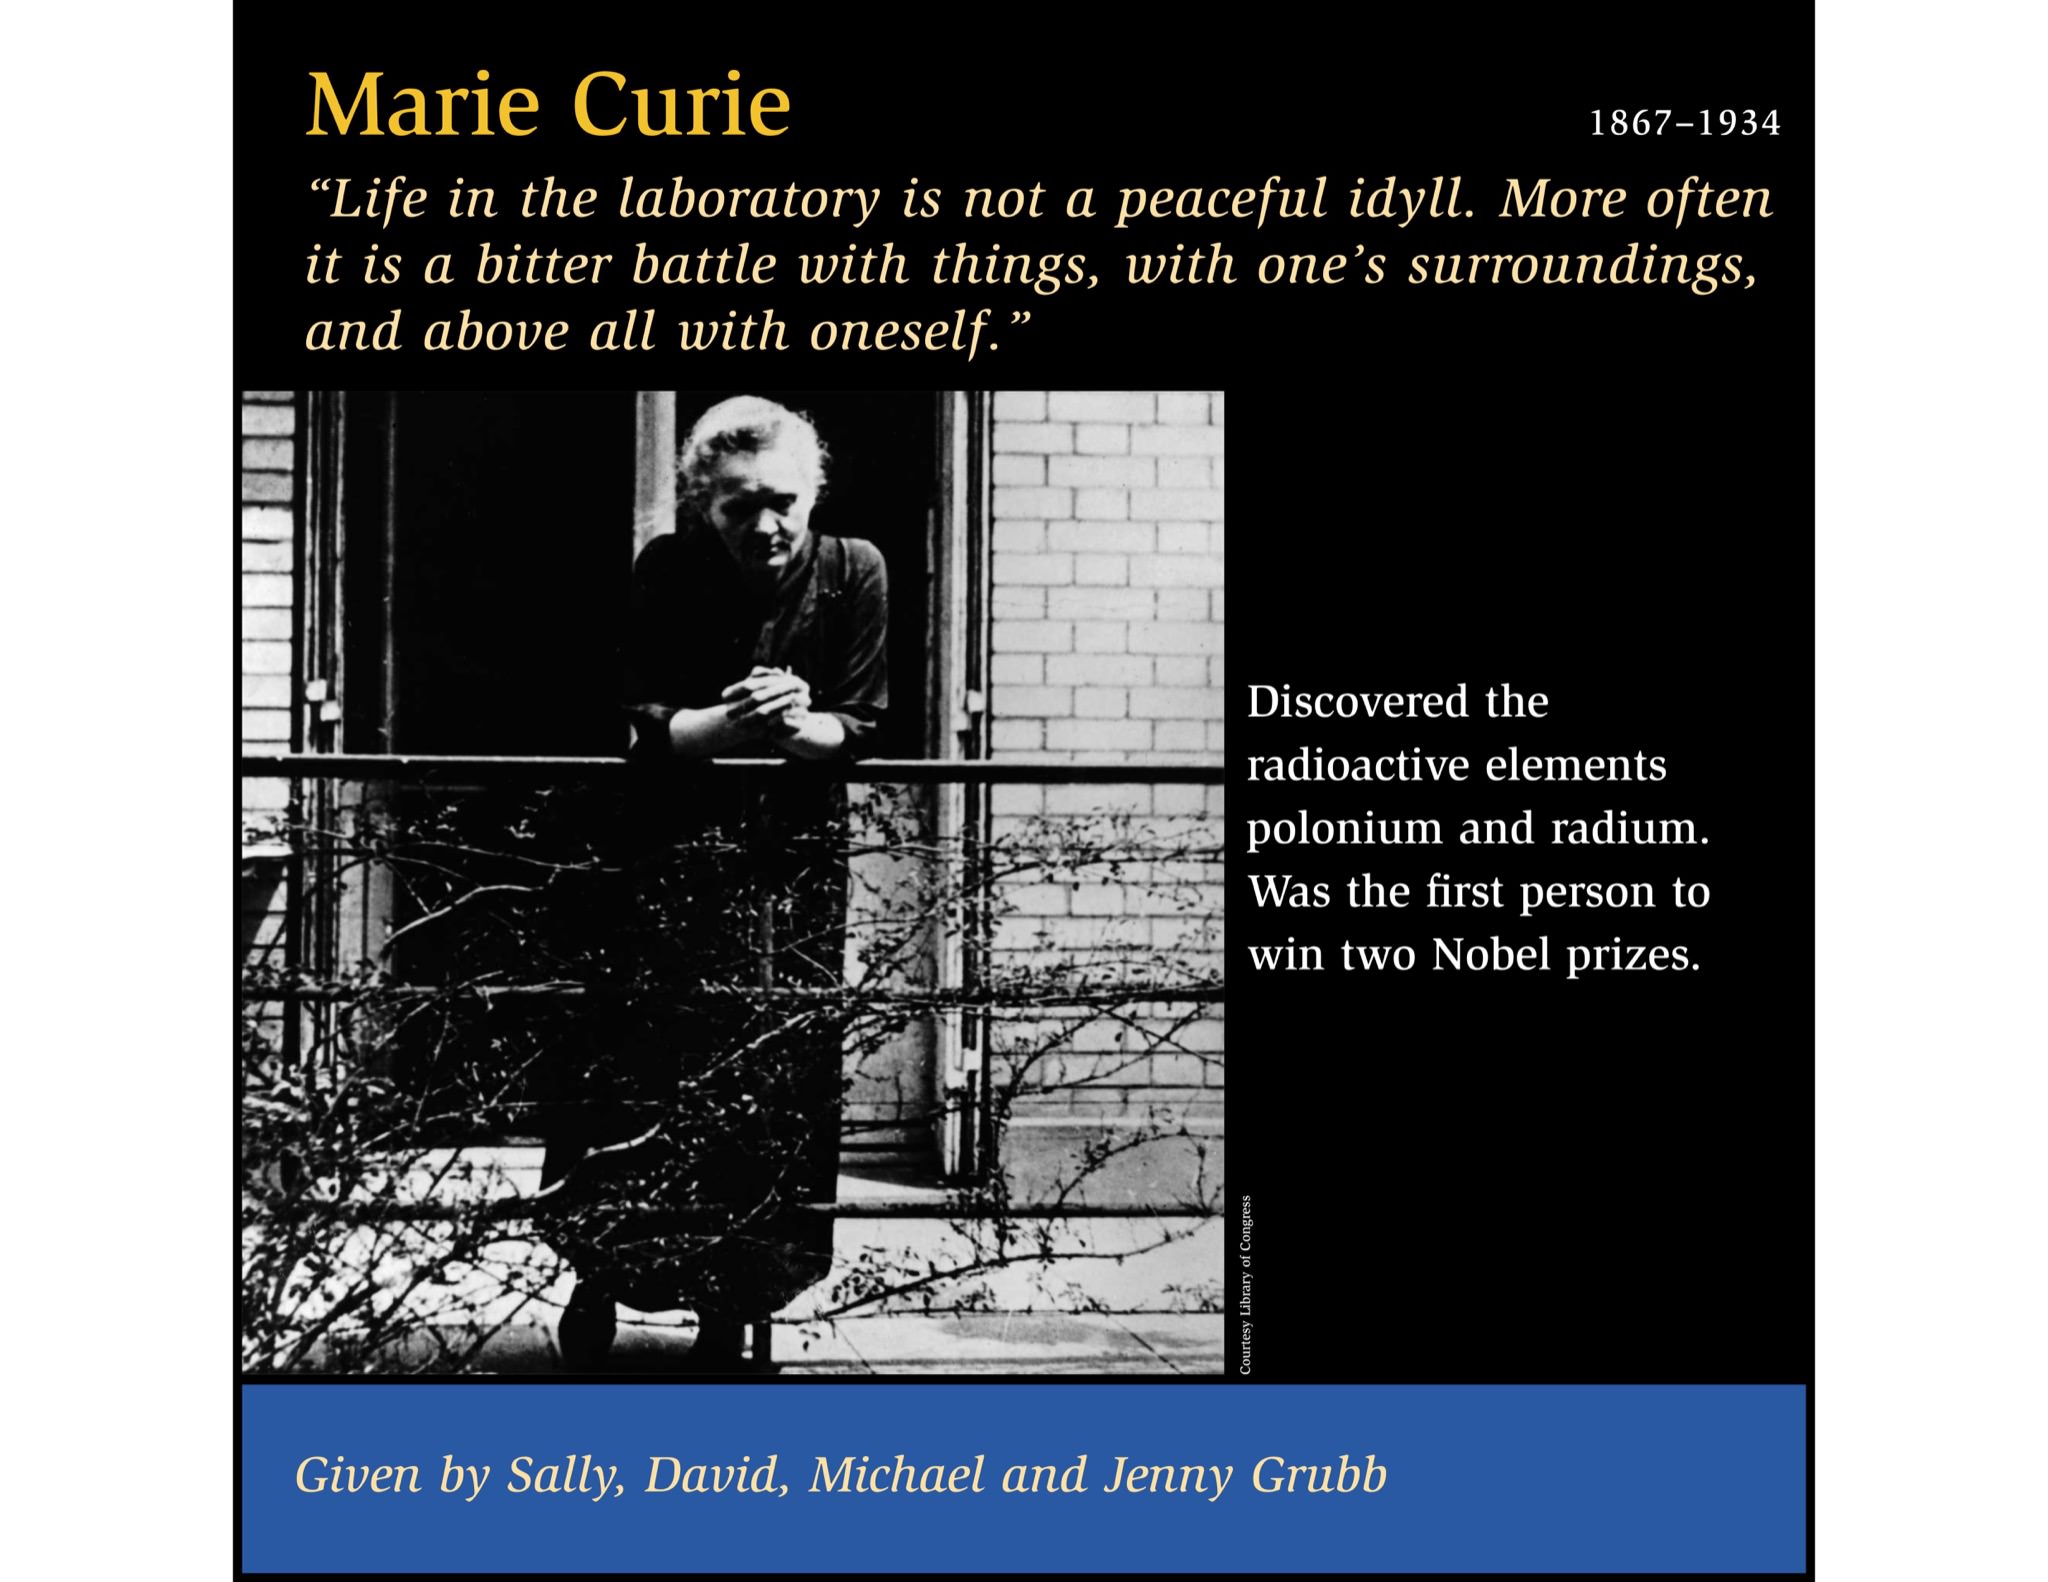 Marie Curie
1867–1934
“Life in the laboratory is not a peaceful idyll. More often
it is a bitter battle with things, with one’s surroundings,
and above all with oneself.”
Discovered the
radioactive elements
polonium and radium.
Was the first person to
win two Nobel prizes.
Courtesy Library of Congress
Given by Sally, David, Michael and Jenny Grubb